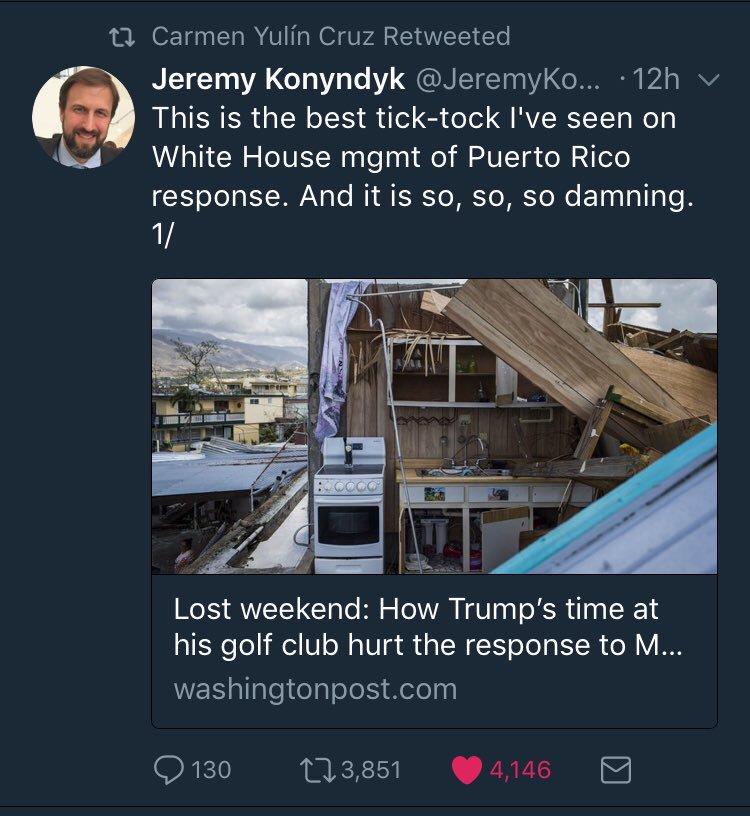 Carmen Yulín Cruz Retweeted
Jeremy Konyndyk @JeremyKo... · 12h
This is the best tick-tock I've seen on
White House mgmt of Puerto Rico
response. And it is so, so, so damning.
1/
Lost weekend: How Trump’s time at
his golf club hurt the response to M...
washingtonpost.com
130 3,851 4,146